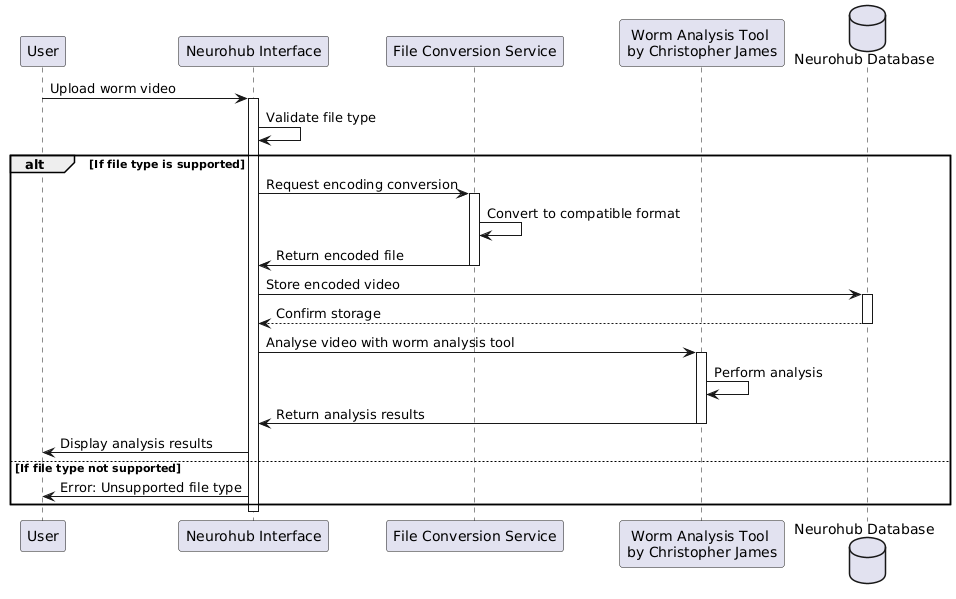 User
Neurohub Interface
File Conversion Service
Worm Analysis Tool
by Christopher James
Neurohub Database
Upload worm video
Validate file type
alt
[If file type is supported]
Request encoding conversion
Convert to compatible format
Return encoded file
Store encoded video
Confirm storage
Analyse video with worm analysis tool
Perform analysis
Return analysis results
Display analysis results
[If file type not supported]
Error: Unsupported file type
User
Neurohub Interface
File Conversion Service
Worm Analysis Tool
by Christopher James
Neurohub Database